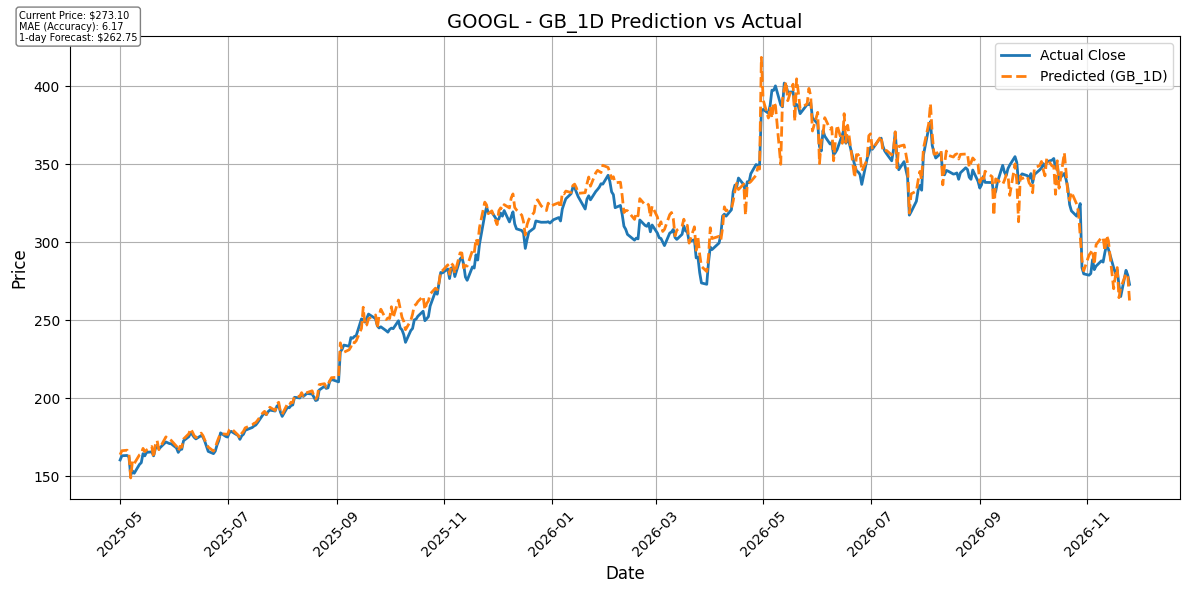 GOOGL - GB_1D Prediction vs Actual
Current Price: $273.10
MAE (Accuracy): 6.17
1-day Forecast: $262.75
Actual Close
Predicted (GB_1D)
Price
400
350
300
250
200
150
2025-05
2025-07
2025-09
2025-11
2026-01
2026-03
2026-05
2026-07
2026-09
2026-11
Date